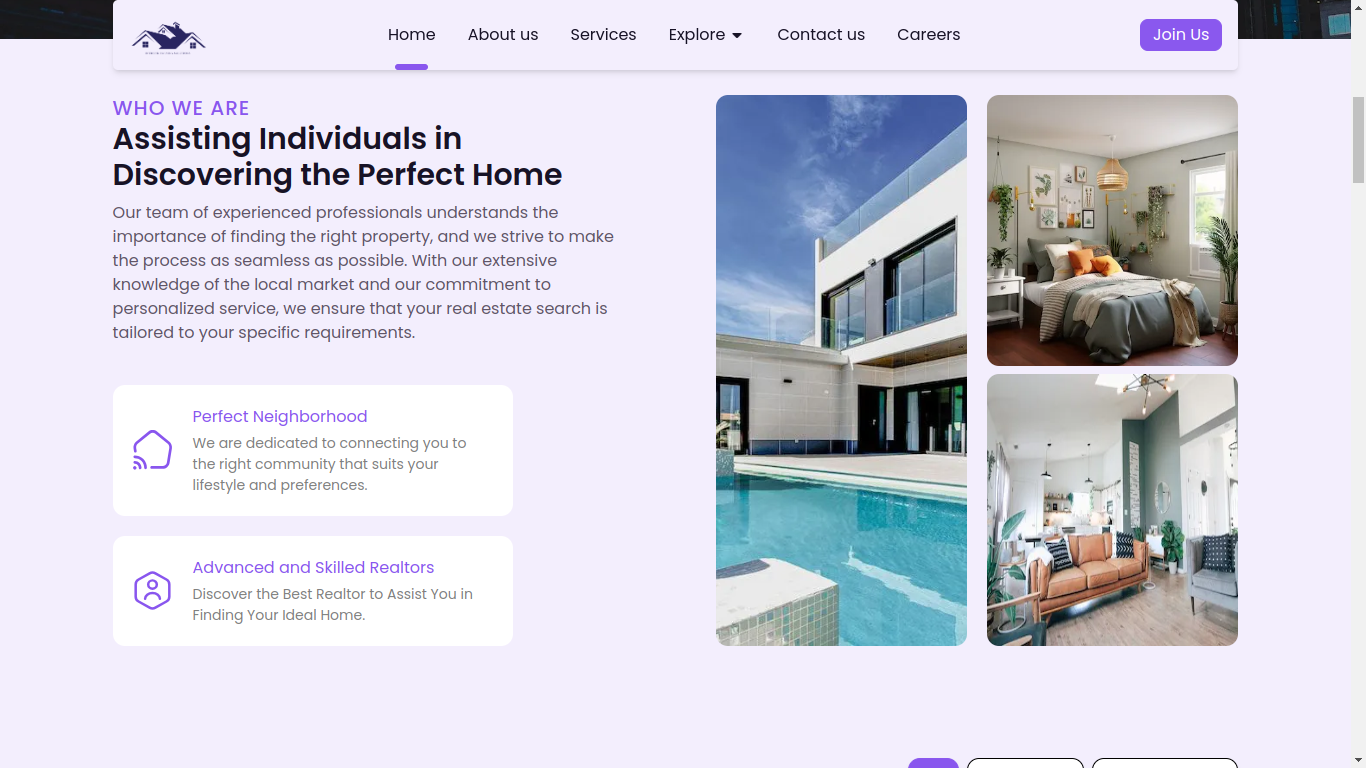 Home About us Services Explore Contact us Careers Join Us
WHO WE ARE
Assisting Individuals in
Discovering the Perfect Home
Our team of experienced professionals understands the
importance of finding the right property, and we strive to make
the process as seamless as possible. With our extensive
knowledge of the local market and our commitment to
personalized service, we ensure that your real estate search is
tailored to your specific requirements.
Perfect Neighborhood
We are dedicated to connecting you to
the right community that suits your
lifestyle and preferences.
Advanced and Skilled Realtors
Discover the Best Realtor to Assist You in
Finding Your Ideal Home.